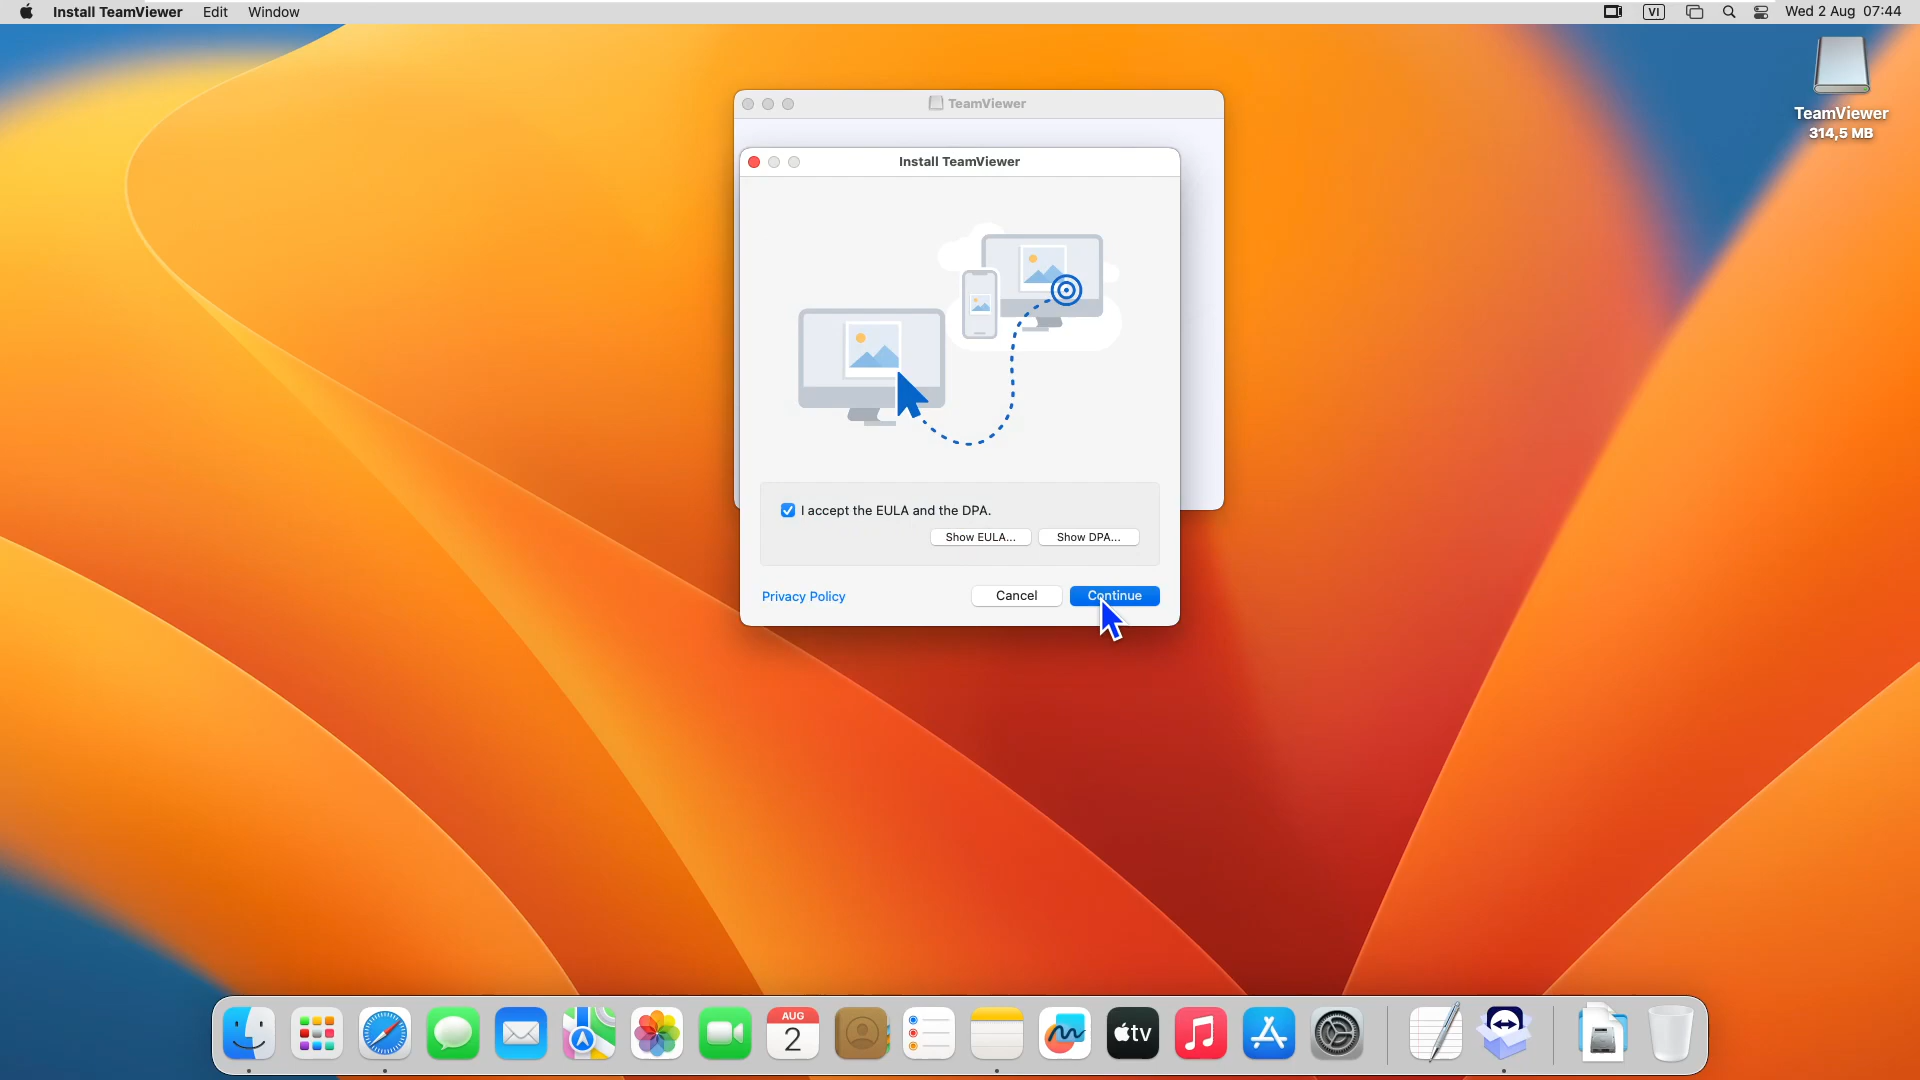 Install TeamViewer Edit Window VI Wed 2 Aug 07:44
TeamViewer
314,5 MB
TeamViewer
Install TeamViewer
I accept the EULA and the DPA.
Show EULA... Show DPA...
Privacy Policy Cancel Continue
AUG
2
tv